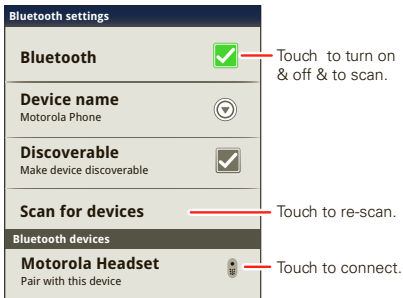 Bluetooth settings
Bluetooth
Touch  to turn on
& off & to scan.
Device name
Motorola Phone
Discoverable
Make device discoverable
Scan for devices
Touch to re-scan.
Bluetooth devices
Motorola Headset
Pair with this device
Touch to connect.